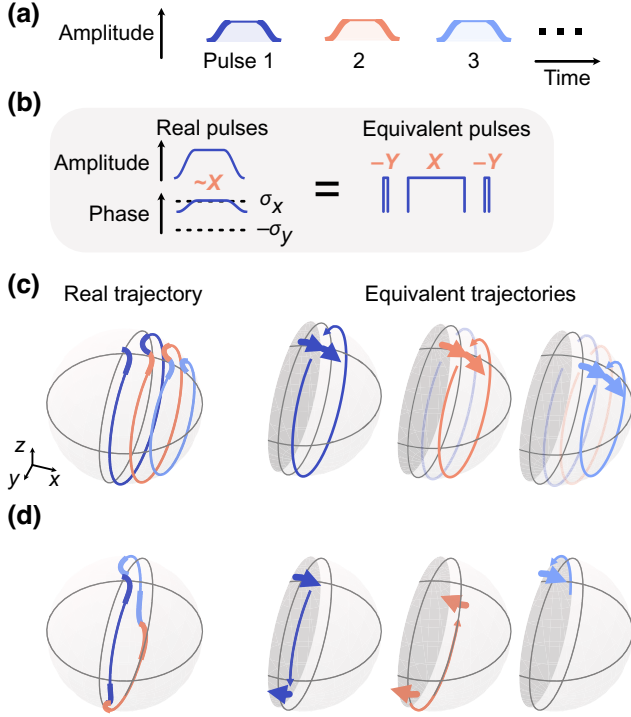 (a)
Amplitude
Pulse 1 2 3
Time
(b)
Real pulses Equivalent pulses
Amplitude
~X
Phase
σx
−σy
=
−Y X −Y
(c)
Real trajectory Equivalent trajectories
z
y x
(d)